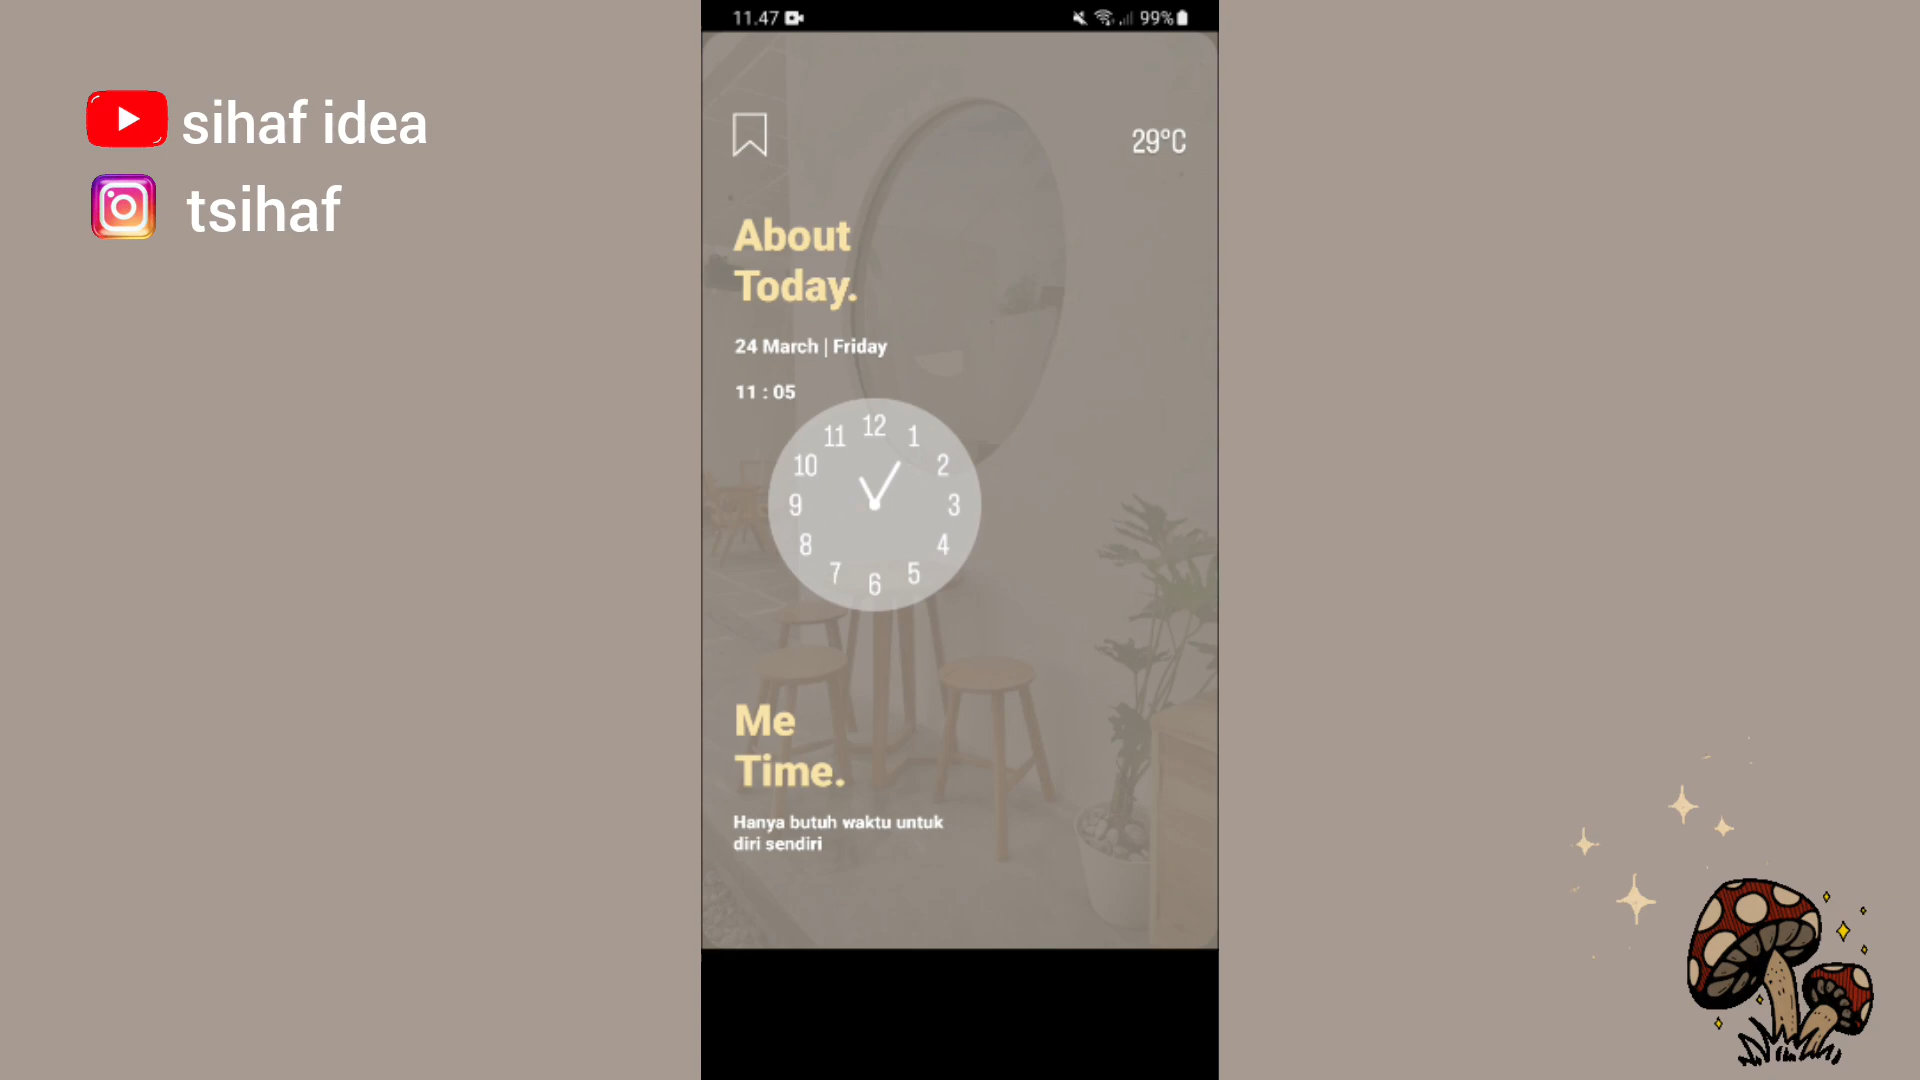 11.47
99%
sihaf idea
tsihaf
29°C
About
Today.
24 March | Friday
11 : 05
12
11
1
10
2
9
3
8
4
7
5
6
Me
Time.
Hanya butuh waktu untuk
diri sendiri